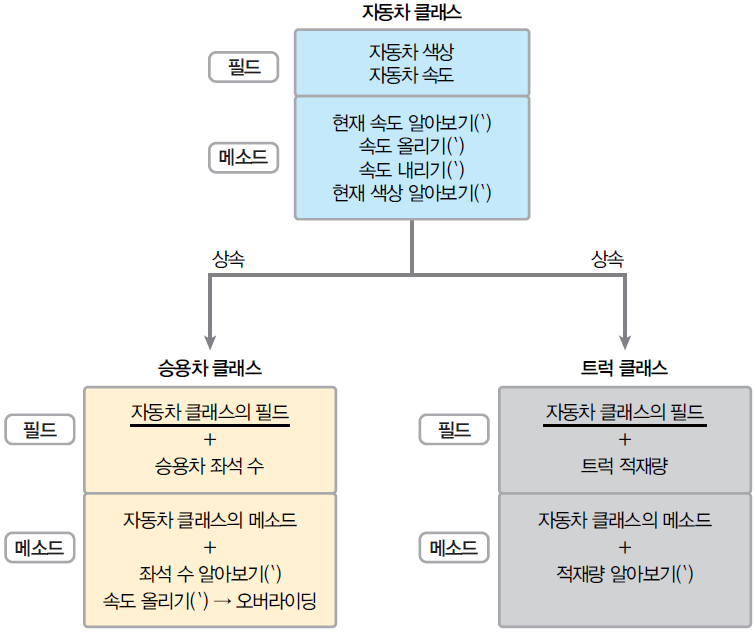 자동차 클래스
필드
자동차 색상
자동차 속도
메소드
현재 속도 알아보기(`)
속도 올리기(`)
속도 내리기(`)
현재 색상 알아보기(`)
상속
상속
승용차 클래스
필드
자동차 클래스의 필드
+
승용차 좌석 수
메소드
자동차 클래스의 메소드
+
좌석 수 알아보기(`)
속도 올리기(`) → 오버라이딩
트럭 클래스
필드
자동차 클래스의 필드
+
트럭 적재량
메소드
자동차 클래스의 메소드
+
적재량 알아보기(`)